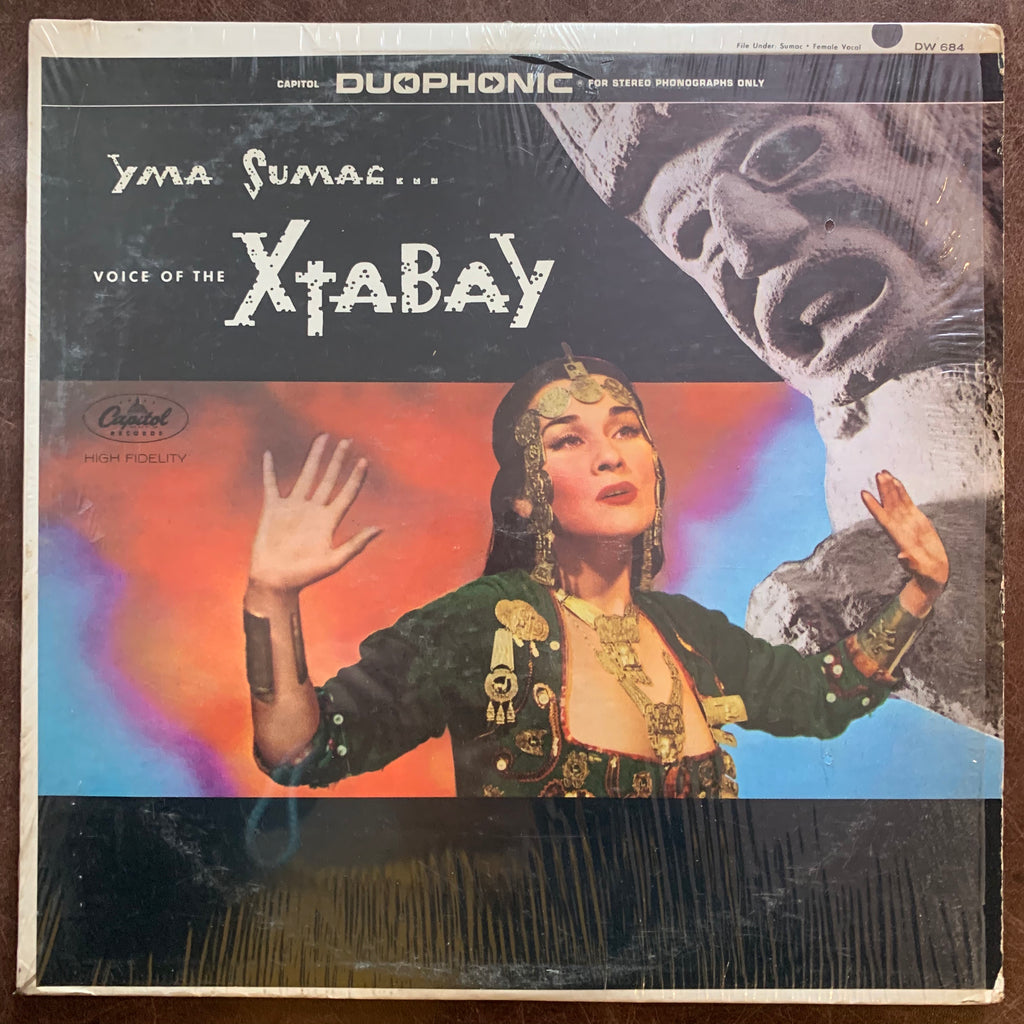 File Under: Sumac • Female Vocal
DW 684
CAPITOL DUOPHONIC FOR STEREO PHONOGRAPHS ONLY
YMA SUMAC...
VOICE OF THE XTABAY
Capitol
RECORDS
HIGH FIDELITY